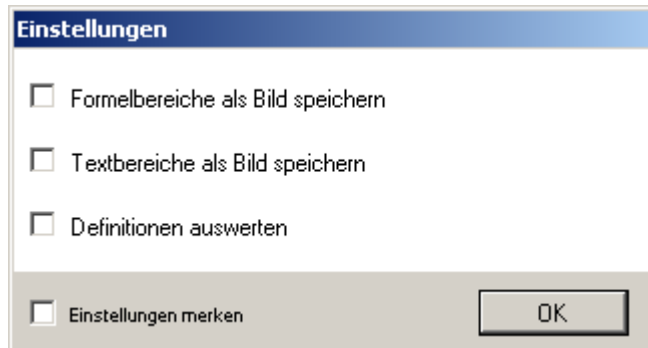 Einstellungen
Formelbereiche als Bild speichern
Textbereiche als Bild speichern
Definitionen auswerten
Einstellungen merken
OK